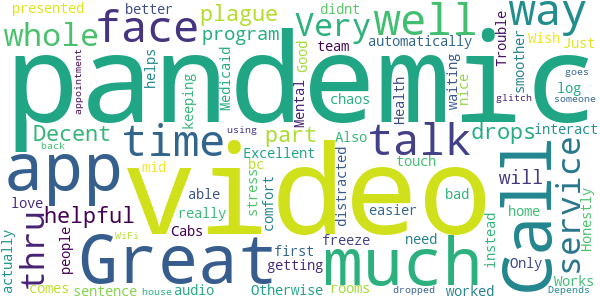 presented
better
plague
didnt
Very
well
way
whole
face
program
team
automatically
Wish
Just
smoother
goes
someone
glitch
Trouble
pandemic
appointment
helps
keeping
Medicaid
Good
Mental
chaos
Health
waiting
nice
log
Decent
time
part
Also
talk
drops
interact
using
back
Excellent
touch
app
video
Call
service
mid
able
stress
bc
comfort
distracted
easier
bad
will
home
Honestly
love
helpful
really
Cabs
thru
people
WiFi
Great
first
freeze
need
instead
Only
getting
much
actually
comes
sentence
house
audio
Otherwise
rooms
dropped
worked
Works
Depends